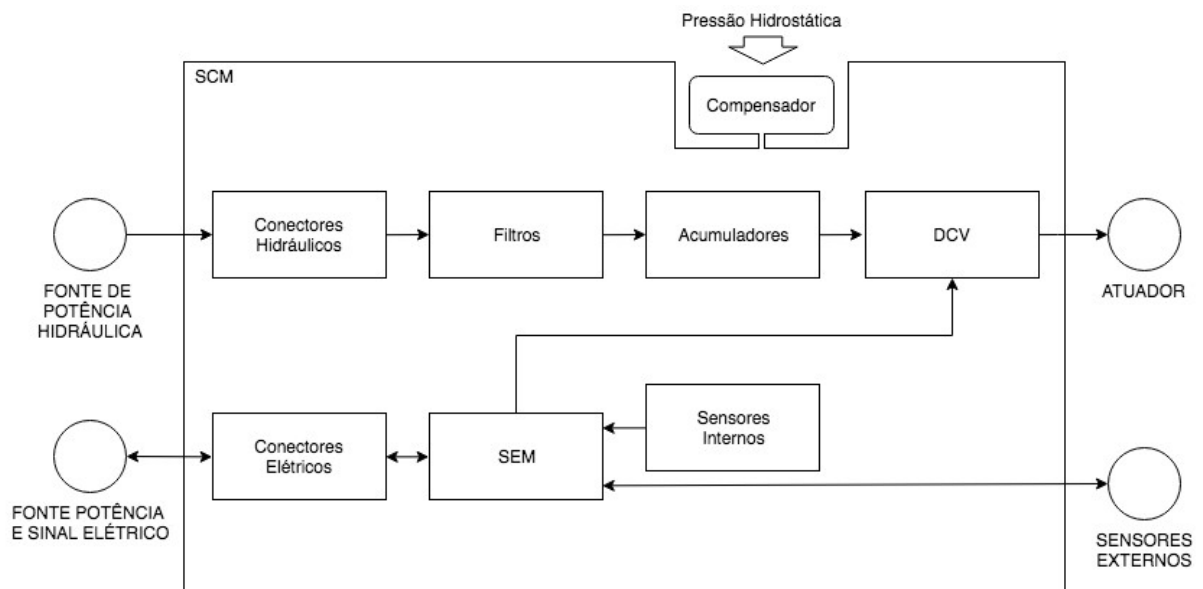 Pressão Hidrostática
SCM
Compensador
Conectores
Hidráulicos
Filtros
Acumuladores
DCV
FONTE DE
POTÊNCIA
HIDRÁULICA
ATUADOR
Conectores
Elétricos
SEM
Sensores
Internos
FONTE POTÊNCIA
E SINAL ELÉTRICO
SENSORES
EXTERNOS